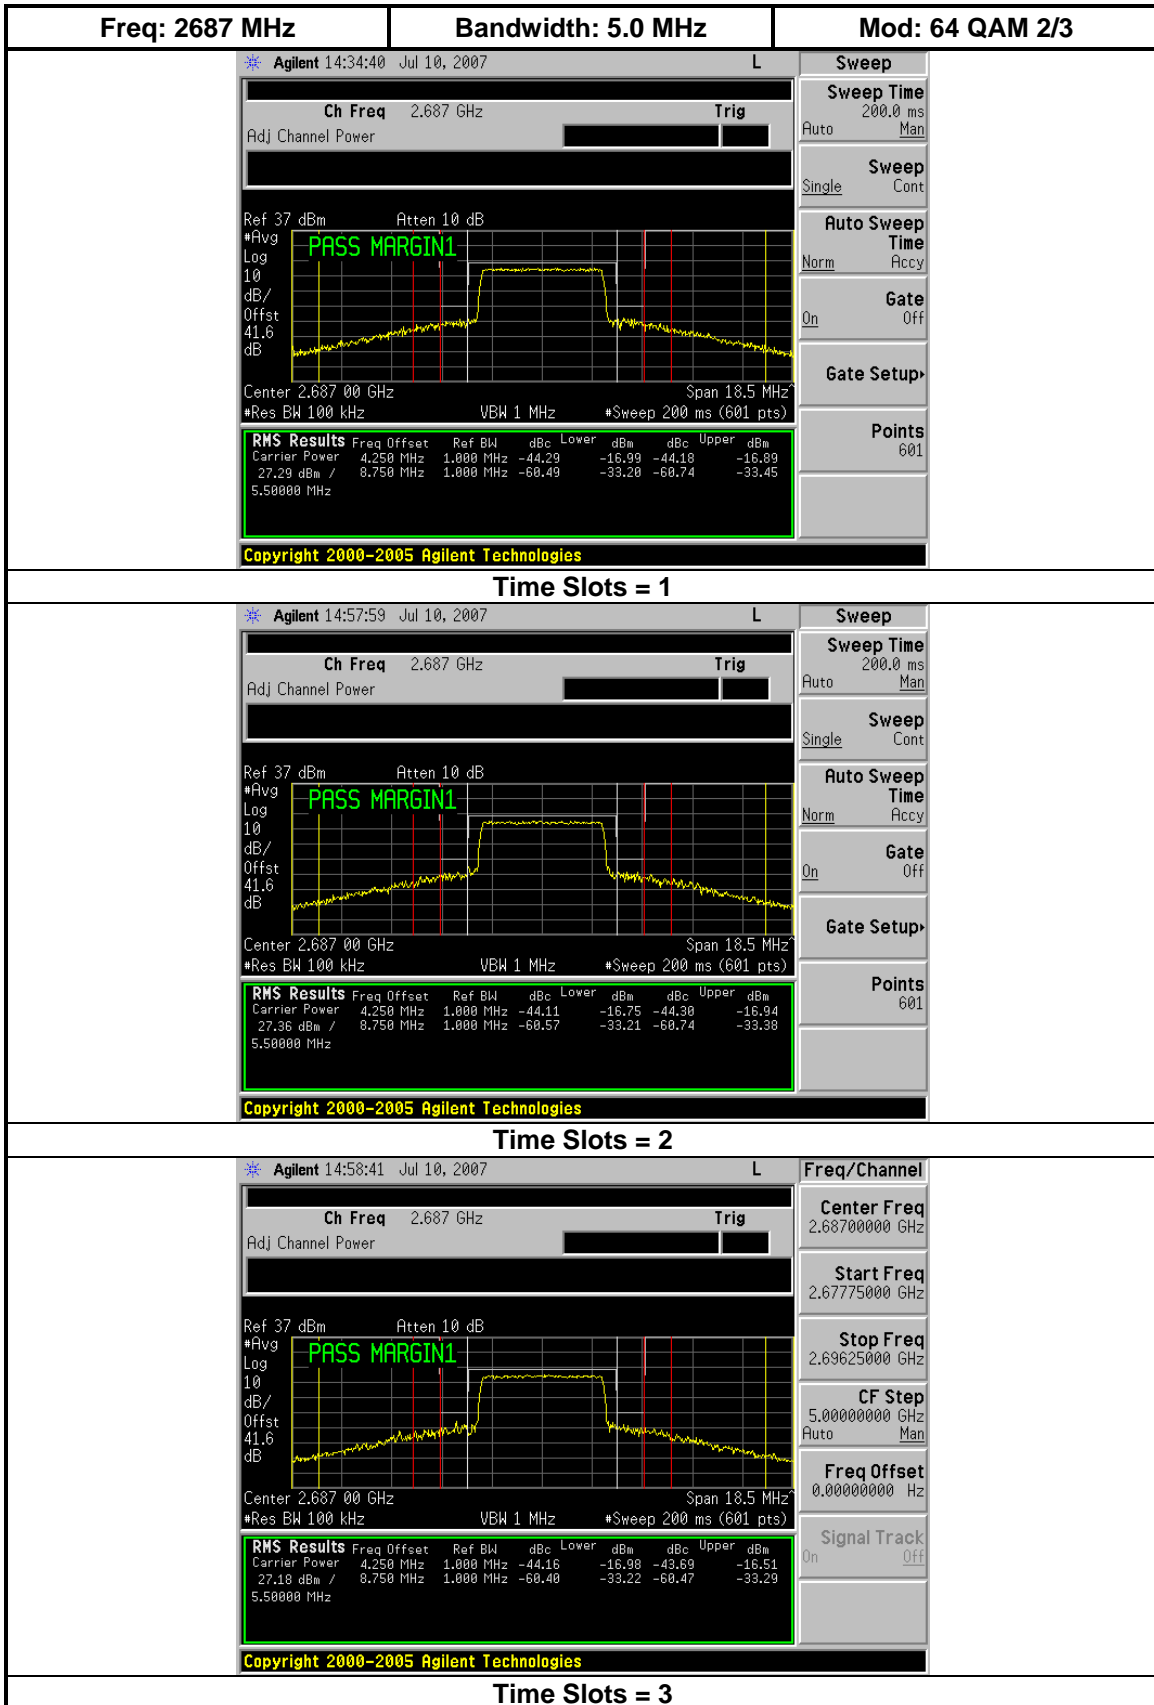 Freq: 2687 MHz Bandwidth: 5.0 MHz Mod: 64 QAM 2/3
Agilent 14:34:40 Jul 10, 2007 L Sweep
Ch Freq 2.687 GHz Trig
Adj Channel Power
Sweep Time
200.0 ms
Auto Man
Sweep
Single Cont
Auto Sweep
Time
Norm Accy
Gate
On Off
Gate Setup
Points
601
Ref 37 dBm Atten 10 dB
#Avg
Log
10
dB/
Offst
41.6
dB
PASS MARGIN1
Center 2.687 00 GHz Span 18.5 MHz^
#Res BW 100 kHz VBW 1 MHz #Sweep 200 ms (601 pts)
RMS Results Freq Offset Ref BW dBc Lower dBm dBc Upper dBm
Carrier Power 4.250 MHz 1.000 MHz -44.29 -16.99 -44.18 -16.89
27.29 dBm / 8.750 MHz 1.000 MHz -60.49 -33.20 -60.74 -33.45
5.50000 MHz
Copyright 2000-2005 Agilent Technologies
Time Slots = 1
Agilent 14:57:59 Jul 10, 2007 L Sweep
Ch Freq 2.687 GHz Trig
Adj Channel Power
Sweep Time
200.0 ms
Auto Man
Sweep
Single Cont
Auto Sweep
Time
Norm Accy
Gate
On Off
Gate Setup
Points
601
Ref 37 dBm Atten 10 dB
#Avg
Log
10
dB/
Offst
41.6
dB
PASS MARGIN1
Center 2.687 00 GHz Span 18.5 MHz^
#Res BW 100 kHz VBW 1 MHz #Sweep 200 ms (601 pts)
RMS Results Freq Offset Ref BW dBc Lower dBm dBc Upper dBm
Carrier Power 4.250 MHz 1.000 MHz -44.11 -16.75 -44.30 -16.94
27.36 dBm / 8.750 MHz 1.000 MHz -60.57 -33.21 -60.74 -33.38
5.50000 MHz
Copyright 2000-2005 Agilent Technologies
Time Slots = 2
Agilent 14:58:41 Jul 10, 2007 L Freq/Channel
Ch Freq 2.687 GHz Trig
Adj Channel Power
Center Freq
2.68700000 GHz
Start Freq
2.67775000 GHz
Stop Freq
2.69625000 GHz
CF Step
5.00000000 GHz
Auto Man
Freq Offset
0.00000000 Hz
Signal Track
On Off
Ref 37 dBm Atten 10 dB
#Avg
Log
10
dB/
Offst
41.6
dB
PASS MARGIN1
Center 2.687 00 GHz Span 18.5 MHz^
#Res BW 100 kHz VBW 1 MHz #Sweep 200 ms (601 pts)
RMS Results Freq Offset Ref BW dBc Lower dBm dBc Upper dBm
Carrier Power 4.250 MHz 1.000 MHz -44.16 -16.98 -43.69 -16.51
27.18 dBm / 8.750 MHz 1.000 MHz -60.40 -33.22 -60.47 -33.29
5.50000 MHz
Copyright 2000-2005 Agilent Technologies
Time Slots = 3